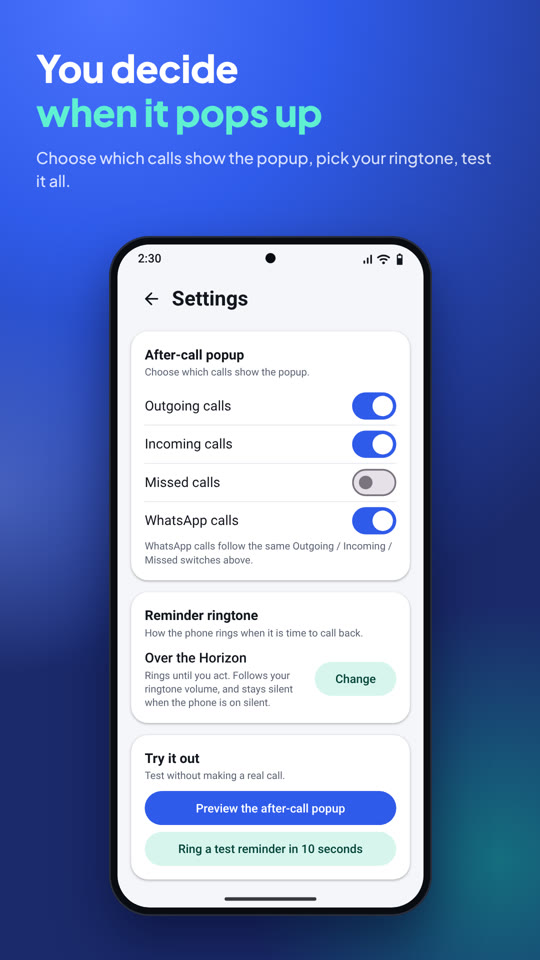 You decide
when it pops up
Choose which calls show the popup, pick your ringtone, test
it all.
2:30
Settings
After-call popup
Choose which calls show the popup.
Outgoing calls
Incoming calls
Missed calls
WhatsApp calls
WhatsApp calls follow the same Outgoing / Incoming /
Missed switches above.
Reminder ringtone
How the phone rings when it is time to call back.
Over the Horizon
Rings until you act. Follows your
ringtone volume, and stays silent
when the phone is on silent.
Change
Try it out
Test without making a real call.
Preview the after-call popup
Ring a test reminder in 10 seconds